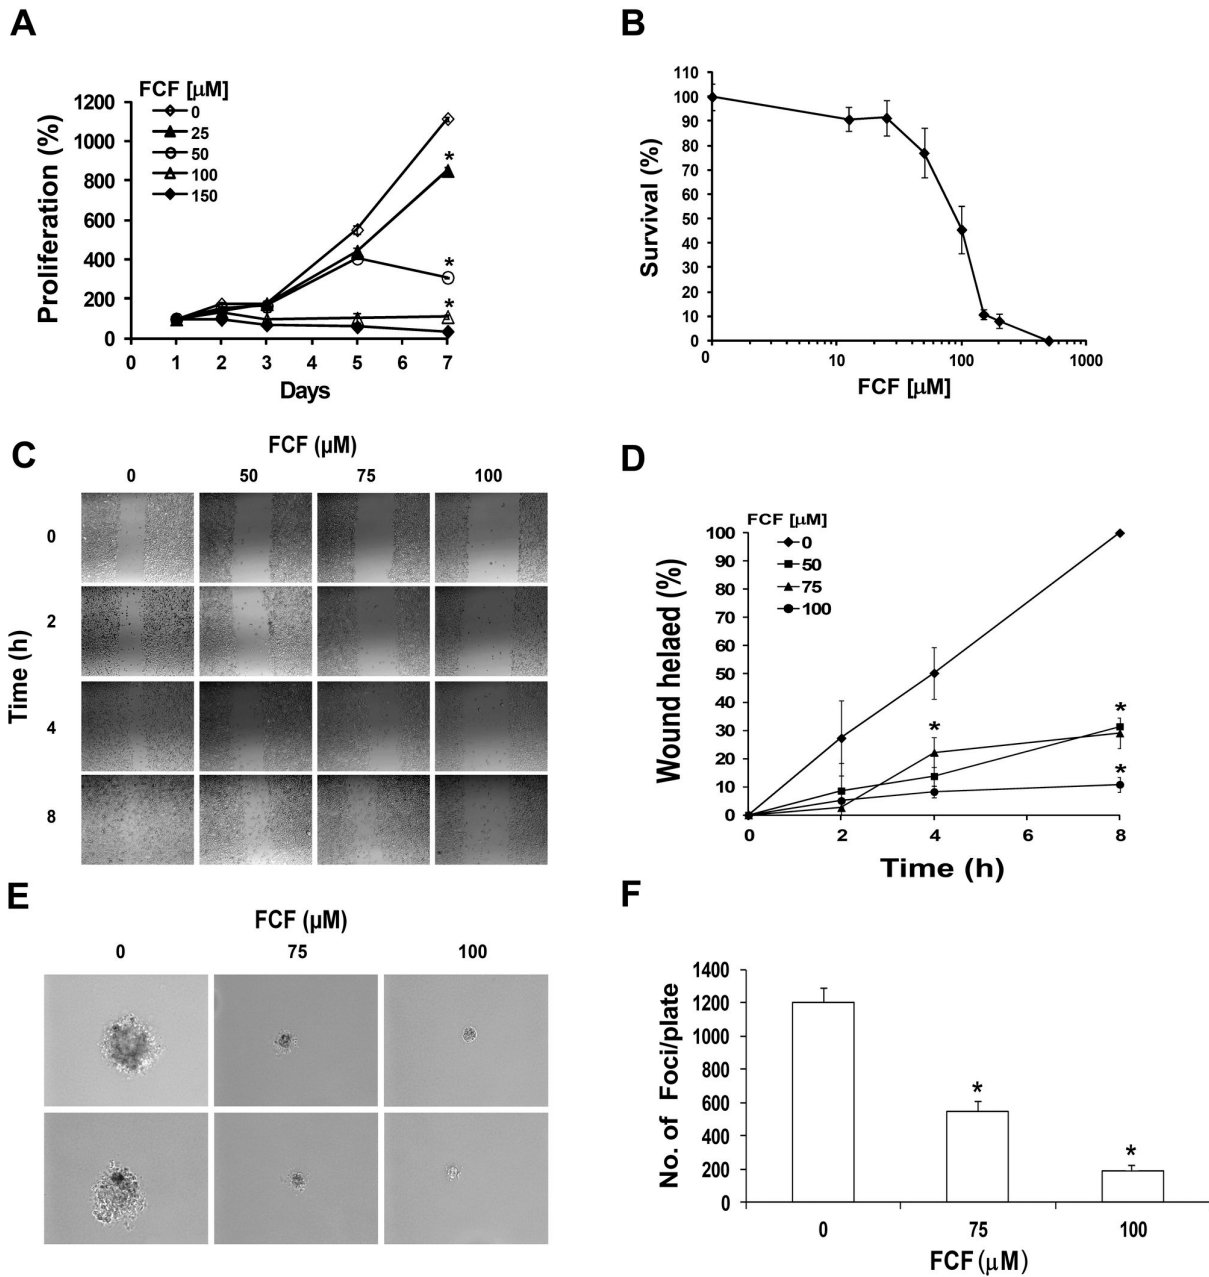 A
FCF [µM]
0
25
50
100
150
Proliferation (%)
1200
1000
800
600
400
200
0
*
*
*
0 1 2 3 4 5 6 7
Days
B
Survival (%)
110
100
90
80
70
60
50
40
30
20
10
0
0 10 100 1000
FCF [µM]
C
FCF (µM)
0 50 75 100
Time (h)
0
2
4
8
D
FCF [µM]
0
50
75
100
Wound helaed (%)
100
90
80
70
60
50
40
30
20
10
0
*
*
*
0 2 4 6 8
Time (h)
E
FCF (µM)
0 75 100
F
No. of Foci/plate
1400
1200
1000
800
600
400
200
0
*
*
0 75 100
FCF (µM)